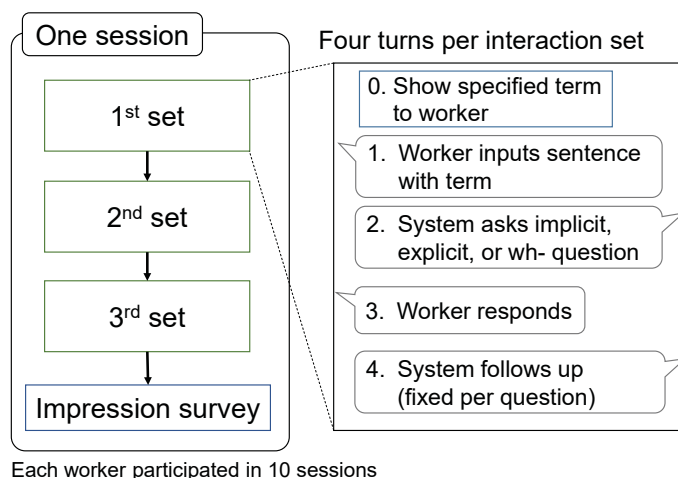 One session
1st set
2nd set
3rd set
Impression survey
Each worker participated in 10 sessions
Four turns per interaction set
0. Show specified term
to worker
1. Worker inputs sentence
with term
2. System asks implicit,
explicit, or wh- question
3. Worker responds
4. System follows up
(fixed per question)